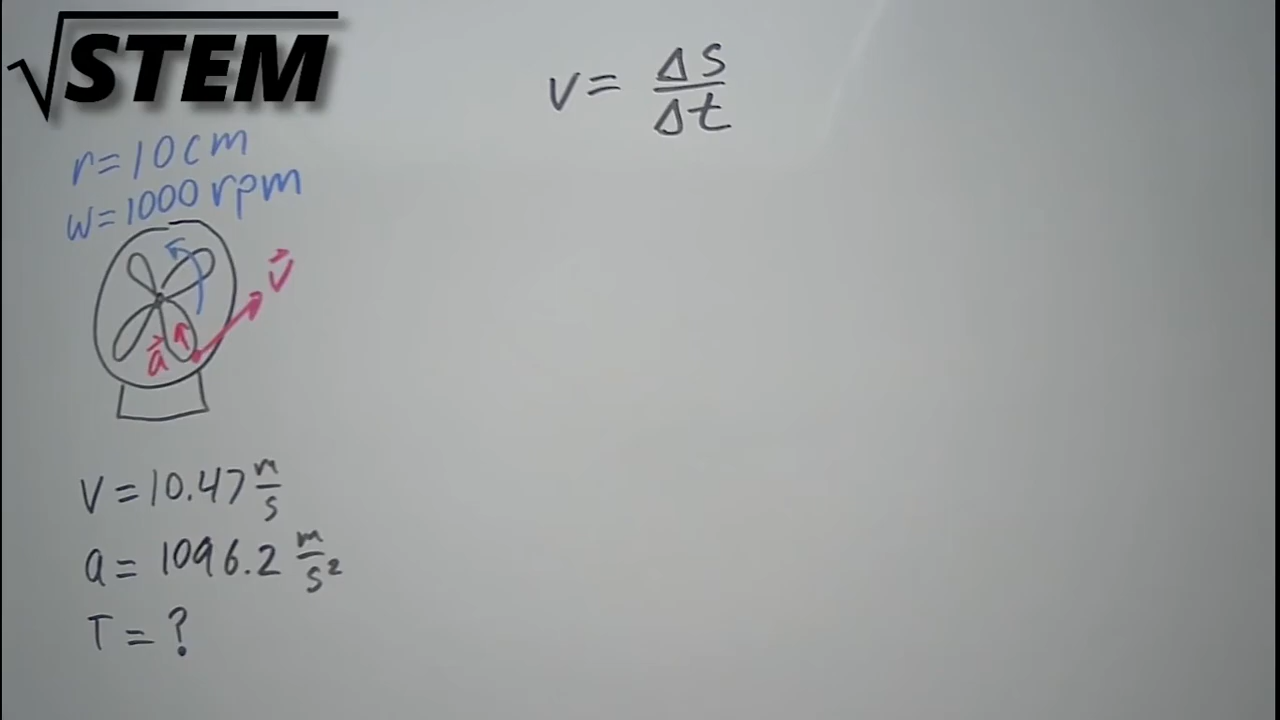 √STEM
v = Δs/Δt
r = 10cm
w = 1000 rpm
v⃗
a⃗
V = 10.47 m/s
a = 1096.2 m/s²
T = ?